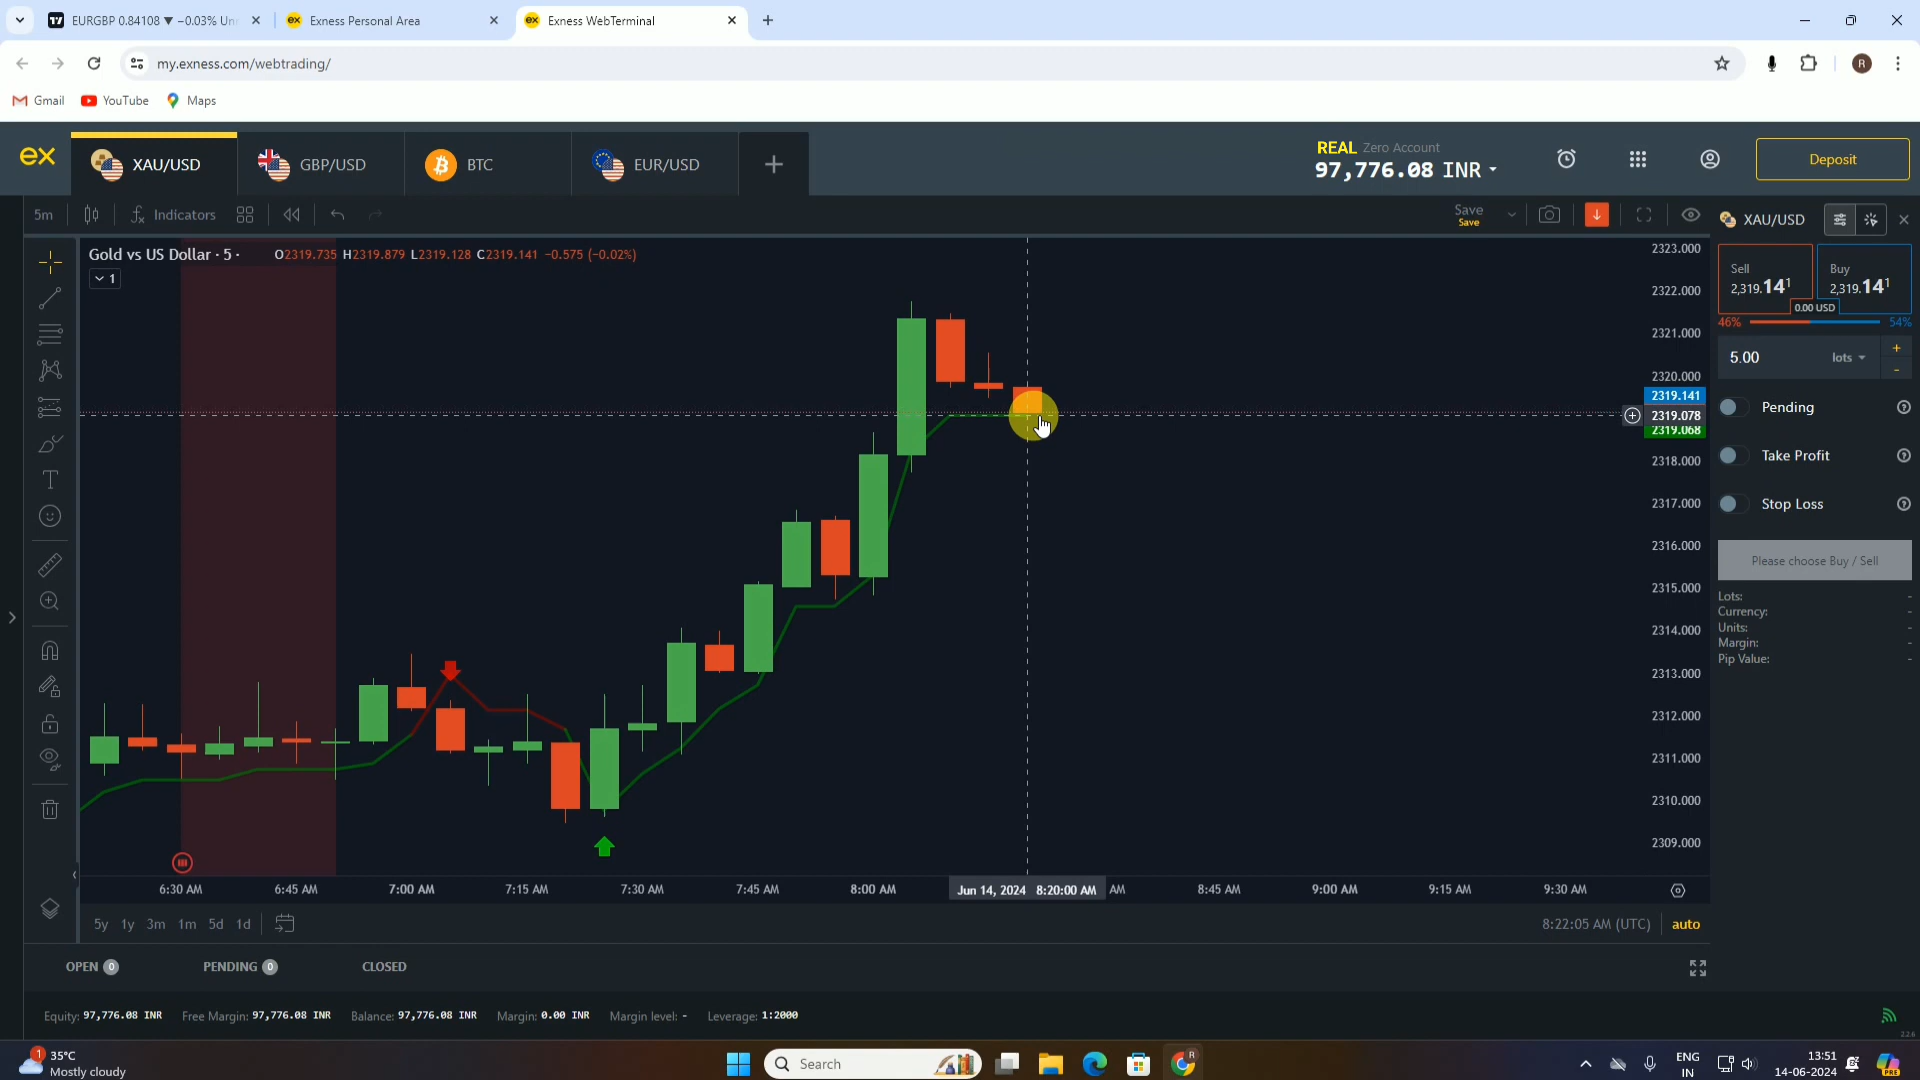 EURGBP 0.84108 ▼ −0.03% Un
Exness Personal Area
Exness WebTerminal
my.exness.com/webtrading/
R
Gmail
YouTube
Maps
ex
XAU/USD
GBP/USD
BTC
EUR/USD
REAL Zero Account
97,776.08 INR
Deposit
5m
Indicators
Save
Save
XAU/USD
Gold vs US Dollar · 5 ·
O2319.735 H2319.879 L2319.128 C2319.141 −0.575 (−0.02%)
1
2323.000
2322.000
2321.000
2320.000
2319.141
2319.078
2319.068
2318.000
2317.000
2316.000
2315.000
2314.000
2313.000
2312.000
2311.000
2310.000
2309.000
Sell
2,319.14¹
Buy
2,319.14¹
0.00 USD
46%
54%
5.00
lots
+
-
Pending
Take Profit
Stop Loss
Please choose Buy / Sell
Lots: -
Currency: -
Units: -
Margin: -
Pip Value: -
6:30 AM
6:45 AM
7:00 AM
7:15 AM
7:30 AM
7:45 AM
8:00 AM
Jun 14, 2024 8:20:00 AM
AM
8:45 AM
9:00 AM
9:15 AM
9:30 AM
5y 1y 3m 1m 5d 1d
8:22:05 AM (UTC)
auto
OPEN 0
PENDING 0
CLOSED
Equity: 97,776.08 INR
Free Margin: 97,776.08 INR
Balance: 97,776.08 INR
Margin: 0.00 INR
Margin level: -
Leverage: 1:2000
2.2.6
1
35°C
Mostly cloudy
Search
R
ENG
IN
13:51
14-06-2024
PRE